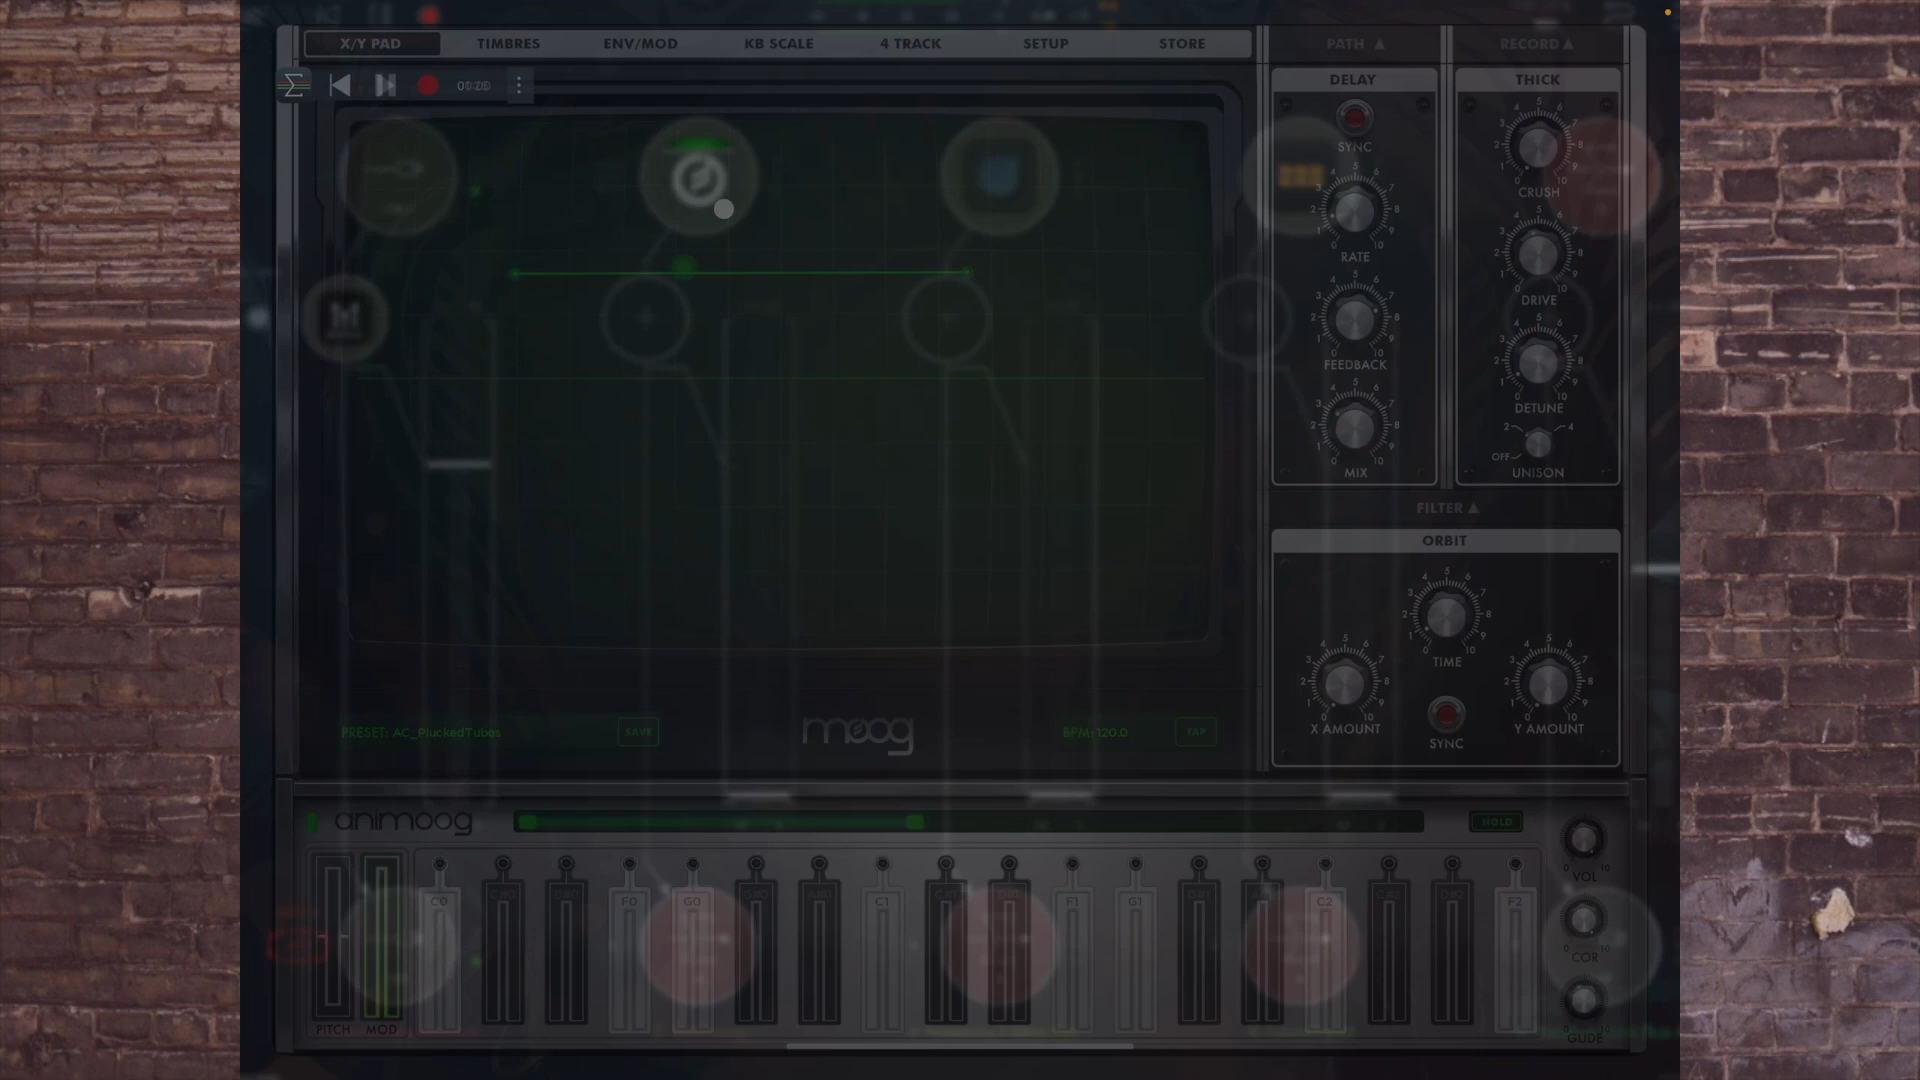 X/Y PAD TIMBRES ENV/MOD KB SCALE 4 TRACK SETUP STORE PATH RECORD
DELAY THICK
SYNC
RATE
FEEDBACK
MIX
CRUSH
DRIVE
DETUNE
OFF 2 4
UNISON
FILTER
ORBIT
TIME
X AMOUNT
SYNC
Y AMOUNT
PRESET: AC_PluckedTubes SAVE moog BPM: 120.0 TAP
animoog HOLD
VOL
COR
GLIDE
C0 F0 G0 C1 F1 G1 C2 F2
PITCH MOD